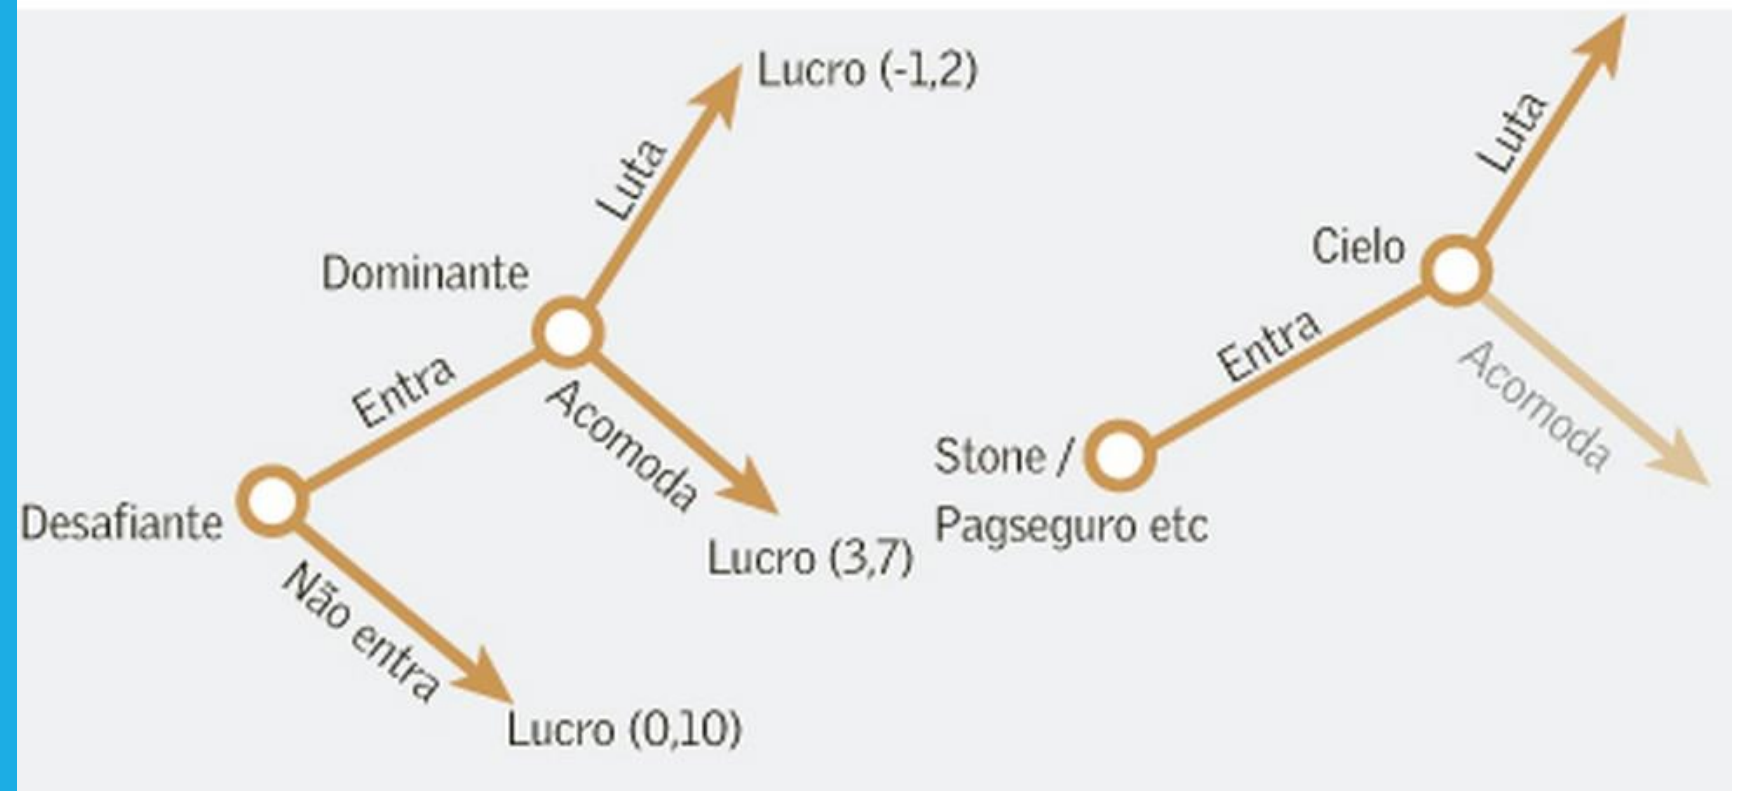 Lucro (-1,2)
Luta
Dominante
Entra
Acomoda
Desafiante
Lucro (3,7)
Não entra
Lucro (0,10)
Luta
Cielo
Entra
Acomoda
Stone /
Pagseguro etc